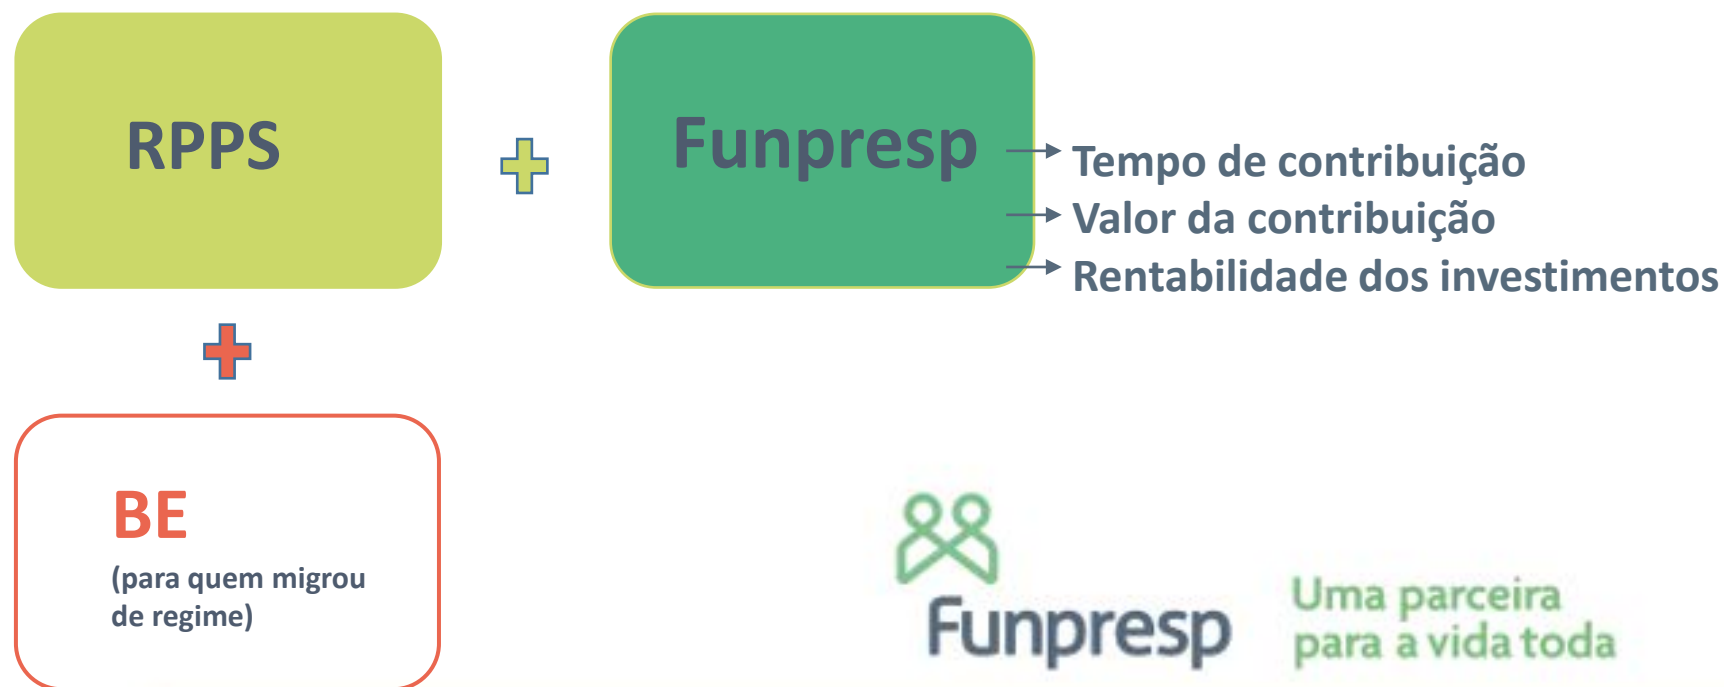 RPPS
Funpresp
Tempo de contribuição
Valor da contribuição
Rentabilidade dos investimentos
BE
(para quem migrou
de regime)
Funpresp
Uma parceira
para a vida toda